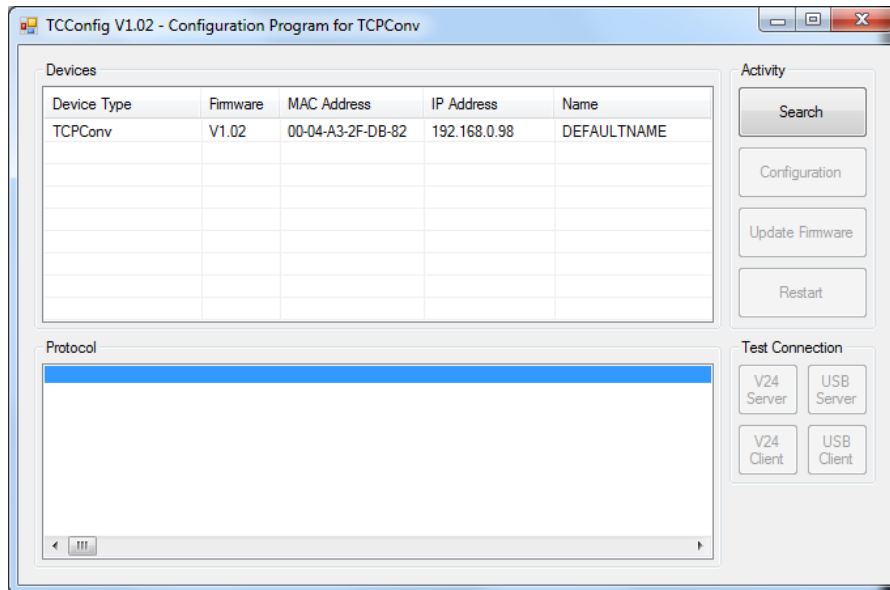 TCConfig V1.02 - Configuration Program for TCPConv
Devices
Device Type Firmware MAC Address IP Address Name
TCPConv V1.02 00-04-A3-2F-DB-82 192.168.0.98 DEFAULTNAME
Activity
Search
Configuration
Update Firmware
Restart
Protocol
Test Connection
V24
Server
USB
Server
V24
Client
USB
Client